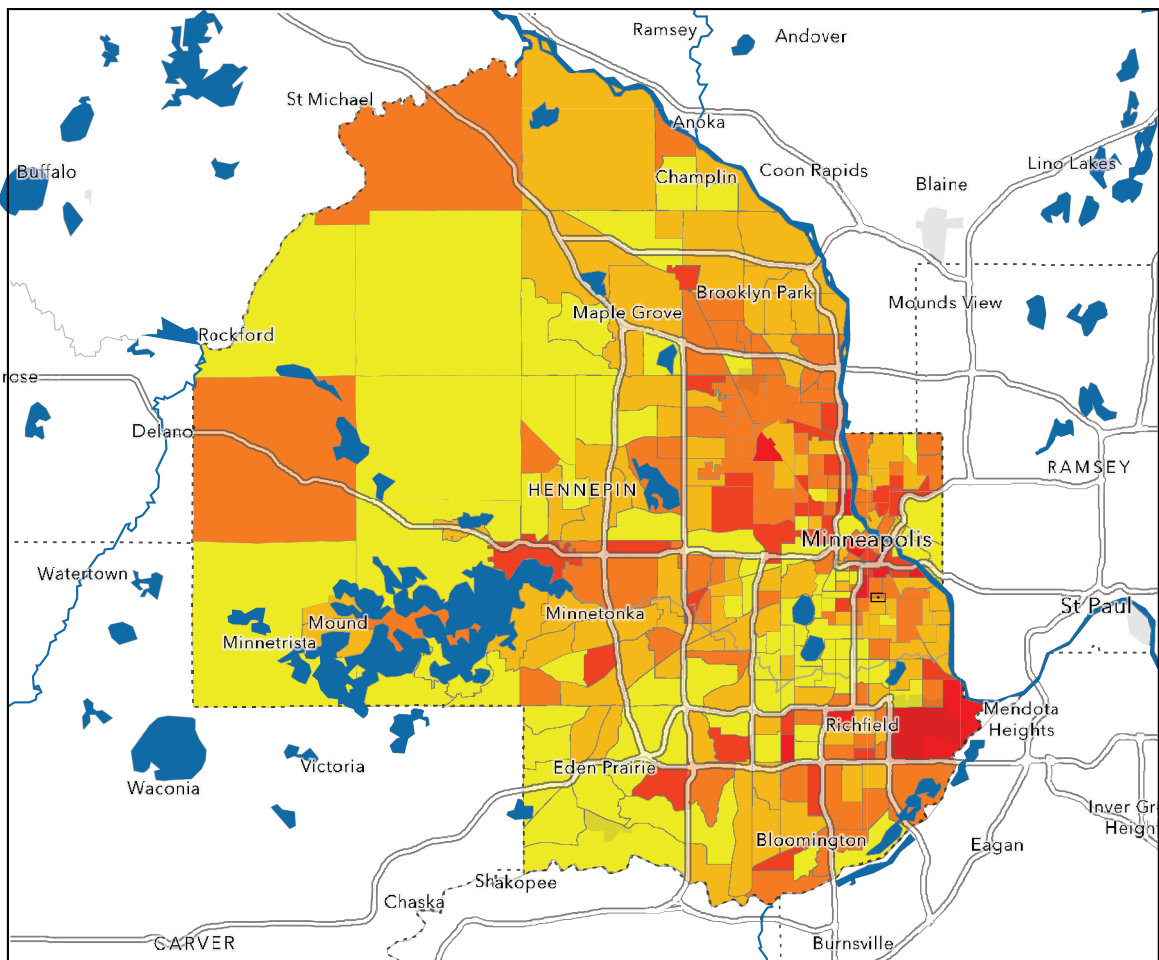 Ramsey
Andover
St Michael
Anoka
Buffalo
Champlin
Coon Rapids
Lino Lakes
Blaine
Brooklyn Park
Mounds View
Maple Grove
Rockford
rose
Delano
RAMSEY
HENNEPIN
Minneapolis
Watertown
St Paul
Mound
Minnetonka
Minnetrista
Mendota
Heights
Richfield
Victoria
Eden Prairie
Waconia
Inver Gr
Heigh
Bloomington
Eagan
Shakopee
Chaska
CARVER
Burnsville